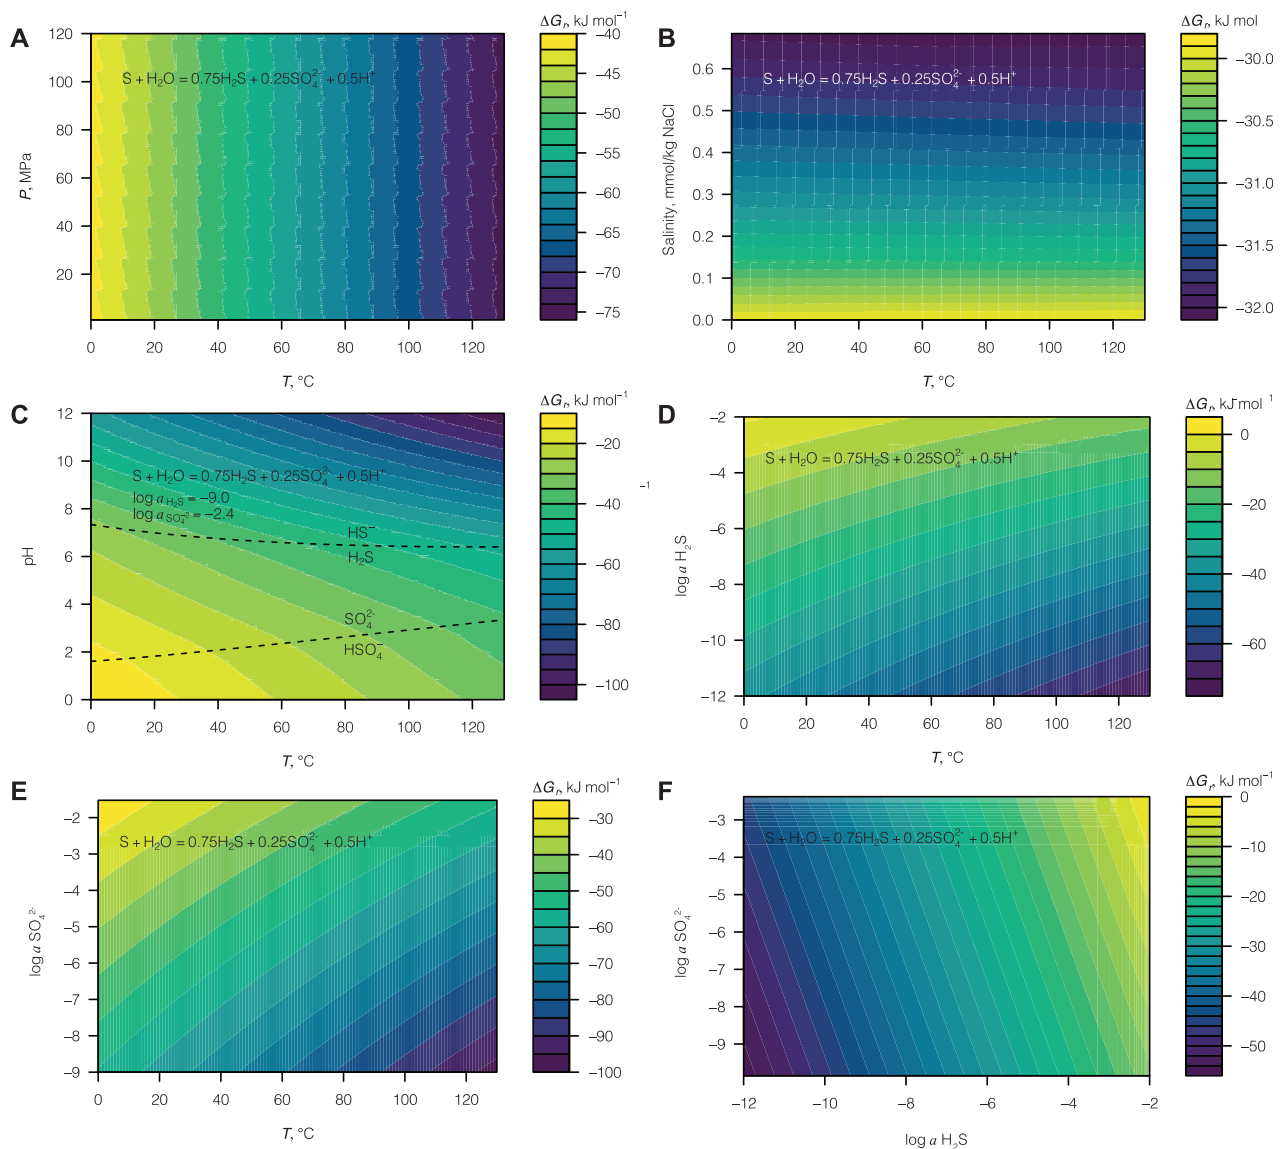 A
ΔGr, kJ mol⁻¹
S + H₂O = 0.75H₂S + 0.25SO₄²⁻ + 0.5H⁺
P, MPa
120
100
80
60
40
20
0 20 40 60 80 100 120
T, °C
−40
−45
−50
−55
−60
−65
−70
−75
B
ΔGr, kJ mol
S + H₂O = 0.75H₂S + 0.25SO₄²⁻ + 0.5H⁺
Salinity, mmol/kg NaCl
0.6
0.5
0.4
0.3
0.2
0.1
0.0
0 20 40 60 80 100 120
T, °C
−30.0
−30.5
−31.0
−31.5
−32.0
C
ΔGr, kJ mol⁻¹
S + H₂O = 0.75H₂S + 0.25SO₄²⁻ + 0.5H⁺
log aH₂S = −9.0
log aSO₄⁻² = −2.4
HS⁻
H₂S
SO₄²⁻
HSO₄⁻
pH
12
10
8
6
4
2
0
0 20 40 60 80 100 120
T, °C
−20
−40
−60
−80
−100
−1
D
ΔGr, kJ mol⁻¹
S + H₂O = 0.75H₂S + 0.25SO₄²⁻ + 0.5H⁺
log a H₂S
−2
−4
−6
−8
−10
−12
0 20 40 60 80 100 120
T, °C
0
−20
−40
−60
E
ΔGr, kJ mol⁻¹
S + H₂O = 0.75H₂S + 0.25SO₄²⁻ + 0.5H⁺
log a SO₄²⁻
−2
−3
−4
−5
−6
−7
−8
−9
0 20 40 60 80 100 120
T, °C
−30
−40
−50
−60
−70
−80
−90
−100
F
ΔGr, kJ mol⁻¹
S + H₂O = 0.75H₂S + 0.25SO₄²⁻ + 0.5H⁺
log a SO₄²⁻
−3
−4
−5
−6
−7
−8
−9
−12 −10 −8 −6 −4 −2
log a H₂S
0
−10
−20
−30
−40
−50